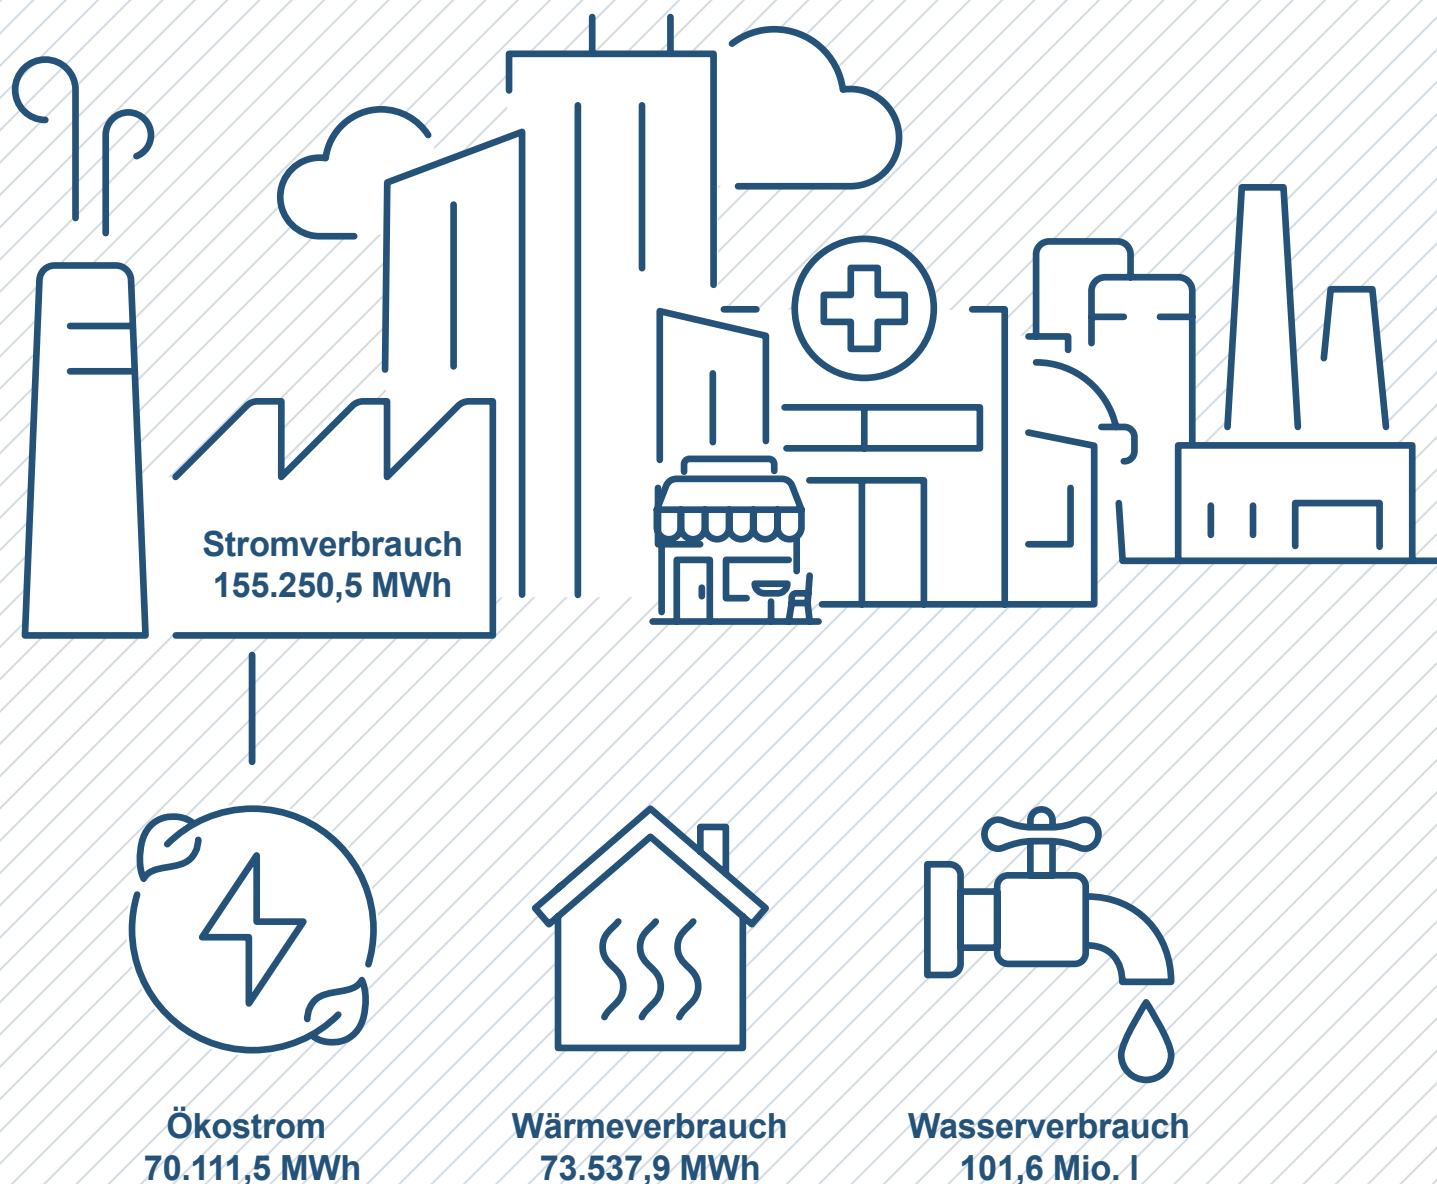 Stromverbrauch
155.250,5 MWh
Ökostrom
70.111,5 MWh
Wärmeverbrauch
73.537,9 MWh
Wasserverbrauch
101,6 Mio. l